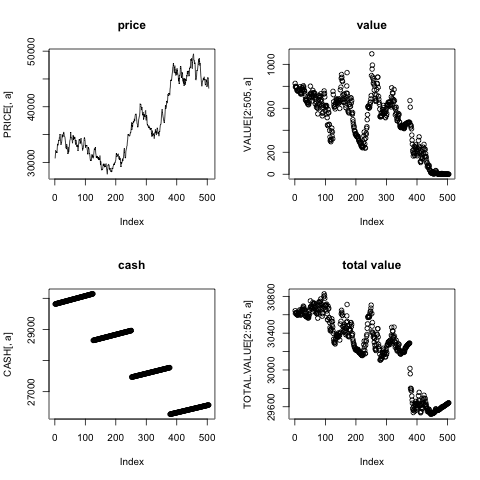 price
PRICE[, a]
50000
40000
30000
0 100 200 300 400 500
Index
value
VALUE[2:505, a]
1000
600
200
0
0 100 200 300 400 500
Index
cash
CASH[, a]
29000
27000
0 100 200 300 400 500
Index
total value
TOTAL.VALUE[2:505, a]
30800
30400
30000
29600
0 100 200 300 400 500
Index